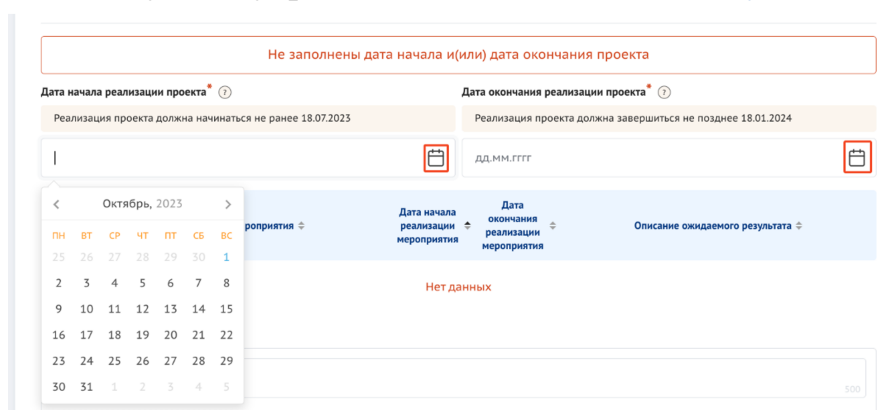 Не заполнены дата начала и(или) дата окончания проекта
Дата начала реализации проекта* ?
Дата окончания реализации проекта* ?
Реализация проекта должна начинаться не ранее 18.07.2023
Реализация проекта должна завершиться не позднее 18.01.2024
дд.мм.гггг
Октябрь, 2023
ПН ВТ СР ЧТ ПТ СБ ВС
25 26 27 28 29 30 1
2 3 4 5 6 7 8
9 10 11 12 13 14 15
16 17 18 19 20 21 22
23 24 25 26 27 28 29
30 31 1 2 3 4 5
роприятия
Дата начала
реализации
мероприятия
Дата
окончания
реализации
мероприятия
Описание ожидаемого результата
Нет данных
500